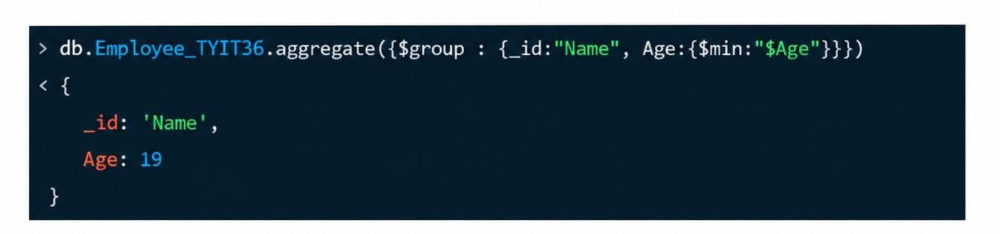 > db.Employee_TYIT36.aggregate({$group : {_id:"Name", Age:{$min:"$Age"}}})
< {
_id: 'Name',
Age: 19
}